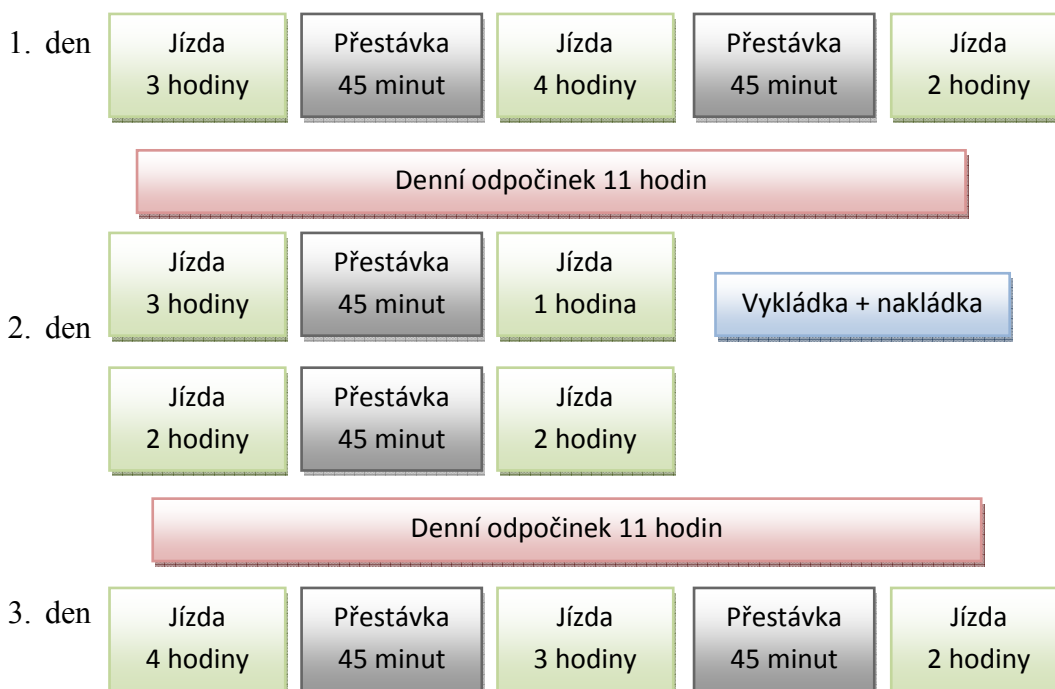 1. den
Jízda
3 hodiny
Přestávka
45 minut
Jízda
4 hodiny
Přestávka
45 minut
Jízda
2 hodiny
Denní odpočinek 11 hodin
2. den
Jízda
3 hodiny
Přestávka
45 minut
Jízda
1 hodina
Vykládka + nakládka
Jízda
2 hodiny
Přestávka
45 minut
Jízda
2 hodiny
Denní odpočinek 11 hodin
3. den
Jízda
4 hodiny
Přestávka
45 minut
Jízda
3 hodiny
Přestávka
45 minut
Jízda
2 hodiny